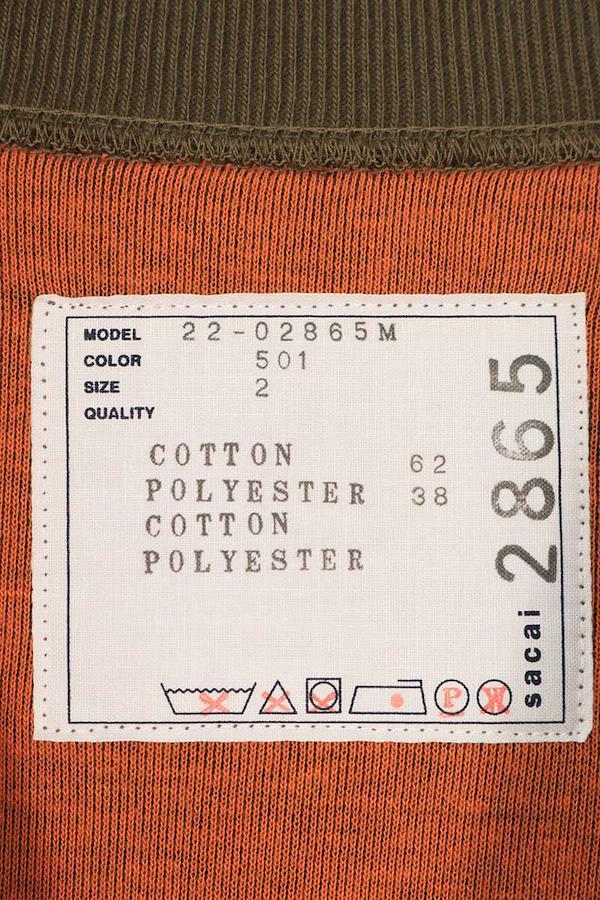 MODEL 22-02865M
COLOR 501
SIZE 2
QUALITY
COTTON 62
POLYESTER 38
COTTON
POLYESTER
P W
sacai 2865